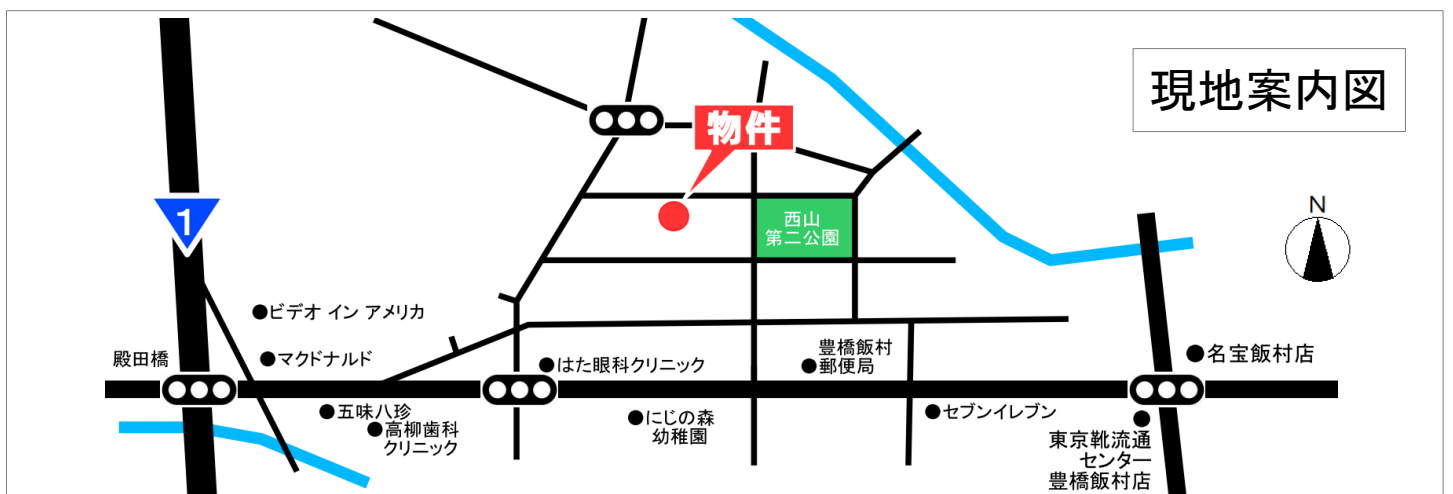 現地案内図
物件
1
西山
第二公園
N
ビデオ イン アメリカ
殿田橋
マクドナルド
はた眼科クリニック
豊橋飯村
郵便局
名宝飯村店
五味八珍
高柳歯科
クリニック
にじの森
幼稚園
セブンイレブン
東京靴流通
センター
豊橋飯村店